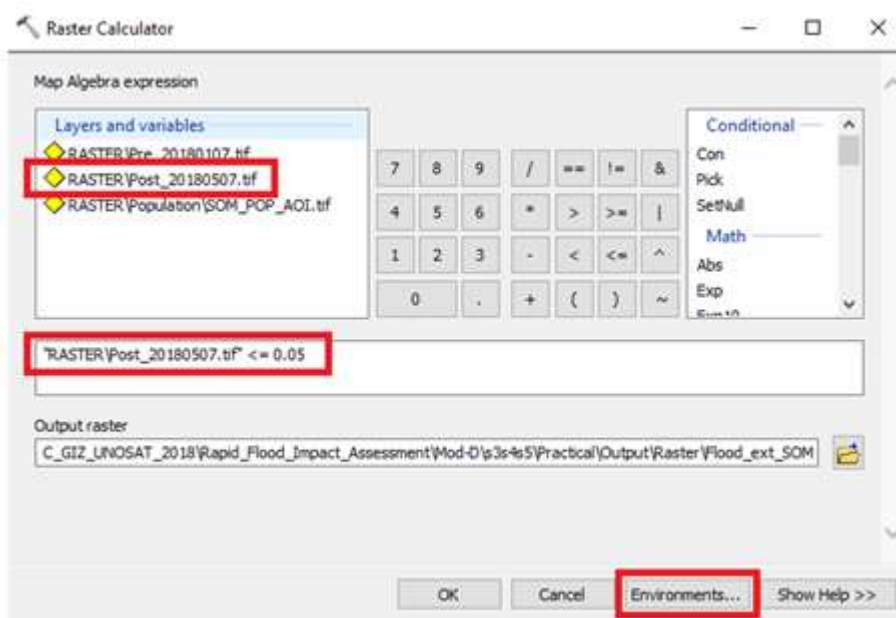 Raster Calculator
Map Algebra expression
Layers and variables
RASTER\Pre_20180107.tif
RASTER\Post_20180507.tif
RASTER\Population\SOM_POP_AOI.tif
7 8 9 / == != &
4 5 6 * > >= |
1 2 3 - < <= ^
0 . + ( ) ~
Conditional
Con
Pick
SetNull
Math
Abs
Exp
Exp10
"RASTER\Post_20180507.tif" <= 0.05
Output raster
C_GIZ_UNOSAT_2018\Rapid_Flood_Impact_Assessment\Mod-D\s3s4s5\Practical\Output\Raster\Flood_ext_SOM
OK Cancel Environments... Show Help >>